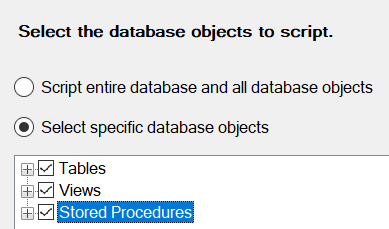 Select the database objects to script.
Script entire database and all database objects
Select specific database objects
Tables
Views
Stored Procedures